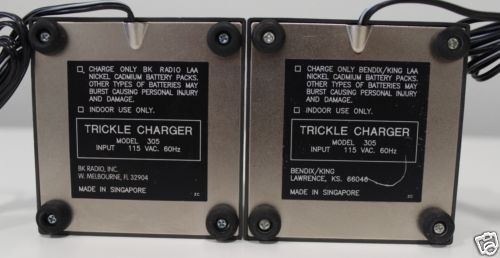 CHARGE ONLY BK RADIO LAA
NICKEL CADMIUM BATTERY PACKS.
OTHER TYPES OF BATTERIES MAY
BURST CAUSING PERSONAL INJURY
AND DAMAGE.
INDOOR USE ONLY.
TRICKLE CHARGER
MODEL 305
INPUT 115 VAC. 60Hz
BK RADIO, INC.
W. MELBOURNE, FL 32904
MADE IN SINGAPORE
ZC
CHARGE ONLY BENDIX/KING LAA
NICKEL CADMIUM BATTERY PACKS.
OTHER TYPES OF BATTERIES MAY
BURST CAUSING PERSONAL INJURY
AND DAMAGE.
INDOOR USE ONLY.
TRICKLE CHARGER
MODEL 305
INPUT 115 VAC. 60Hz
BENDIX/KING
LAWRENCE, KS. 66046
MADE IN SINGAPORE
ZC